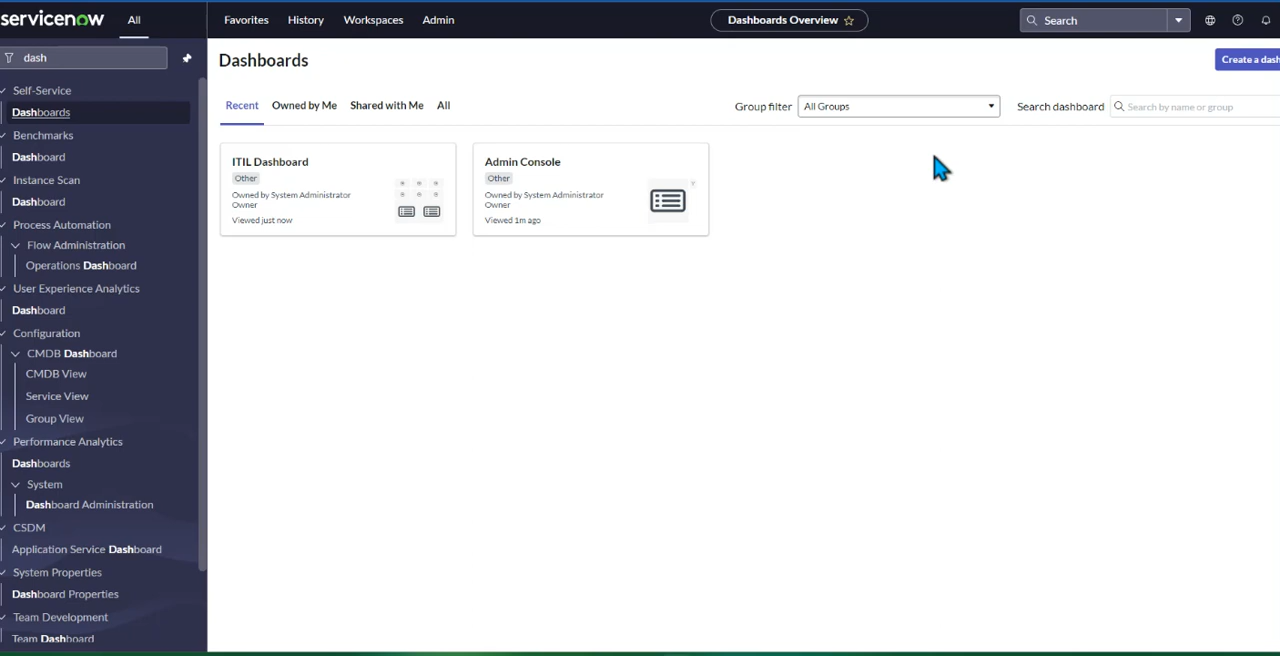 servicenow
All
Favorites
History
Workspaces
Admin
Dashboards Overview
Search
dash
Self-Service
Dashboards
Benchmarks
Dashboard
Instance Scan
Dashboard
Process Automation
Flow Administration
Operations Dashboard
User Experience Analytics
Dashboard
Configuration
CMDB Dashboard
CMDB View
Service View
Group View
Performance Analytics
Dashboards
System
Dashboard Administration
CSDM
Application Service Dashboard
System Properties
Dashboard Properties
Team Development
Team Dashboard
Dashboards
Create a dash
Recent
Owned by Me
Shared with Me
All
Group filter
All Groups
Search dashboard
Search by name or group
ITIL Dashboard
Other
Owned by System Administrator
Owner
Viewed just now
Admin Console
Other
Owned by System Administrator
Owner
Viewed 1m ago